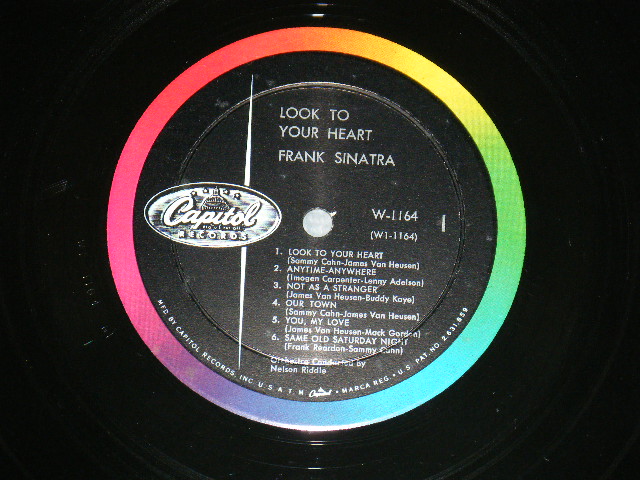 LOOK TO
YOUR HEART
FRANK SINATRA
Capitol
RECORDS
W-1164
(W1-1164)
1
1. LOOK TO YOUR HEART
(Sammy Cahn-James Van Heusen)
2. ANYTIME-ANYWHERE
(Imogen Carpenter-Lenny Adelson)
3. NOT AS A STRANGER
(James Van Heusen-Buddy Kaye)
4. OUR TOWN
(Sammy Cahn-James Van Heusen)
5. YOU, MY LOVE
(James Van Heusen-Mack Gordon)
6. SAME OLD SATURDAY NIGHT
(Frank Reardon-Sammy Cahn)
Orchestra Conducted by
Nelson Riddle
MFD BY CAPITOL RECORDS, INC U.S.A. T.M. Capitol MARCA REG. • U.S. PAT. NO. 2,631,859